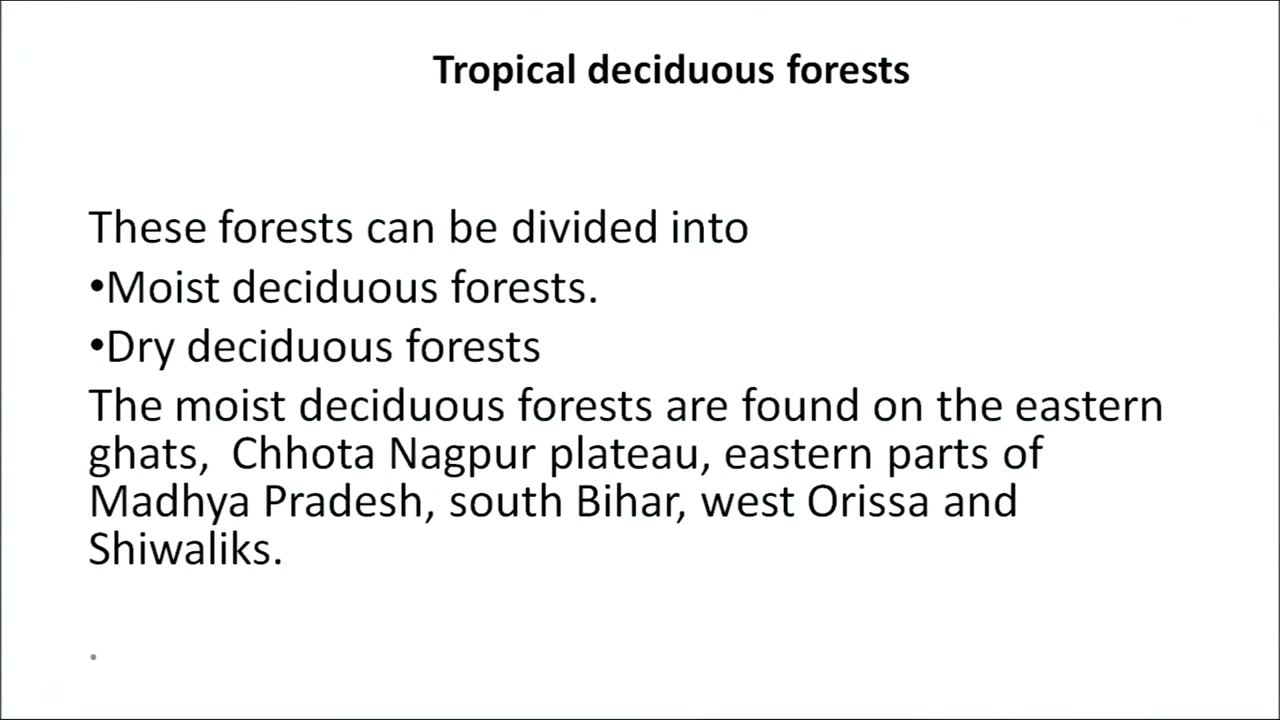 Tropical deciduous forests
These forests can be divided into
•Moist deciduous forests.
•Dry deciduous forests
The moist deciduous forests are found on the eastern
ghats,  Chhota Nagpur plateau, eastern parts of
Madhya Pradesh, south Bihar, west Orissa and
Shiwaliks.
•